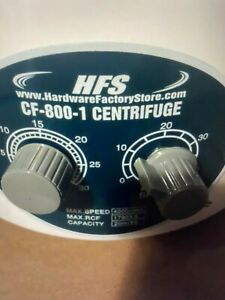 HFS
www.HardwareFactoryStore.com
CF-800-1 CENTRIFUGE
10 15 20 25 30
0 10 20 30
MAX.SPEED
MAX.RCF
CAPACITY